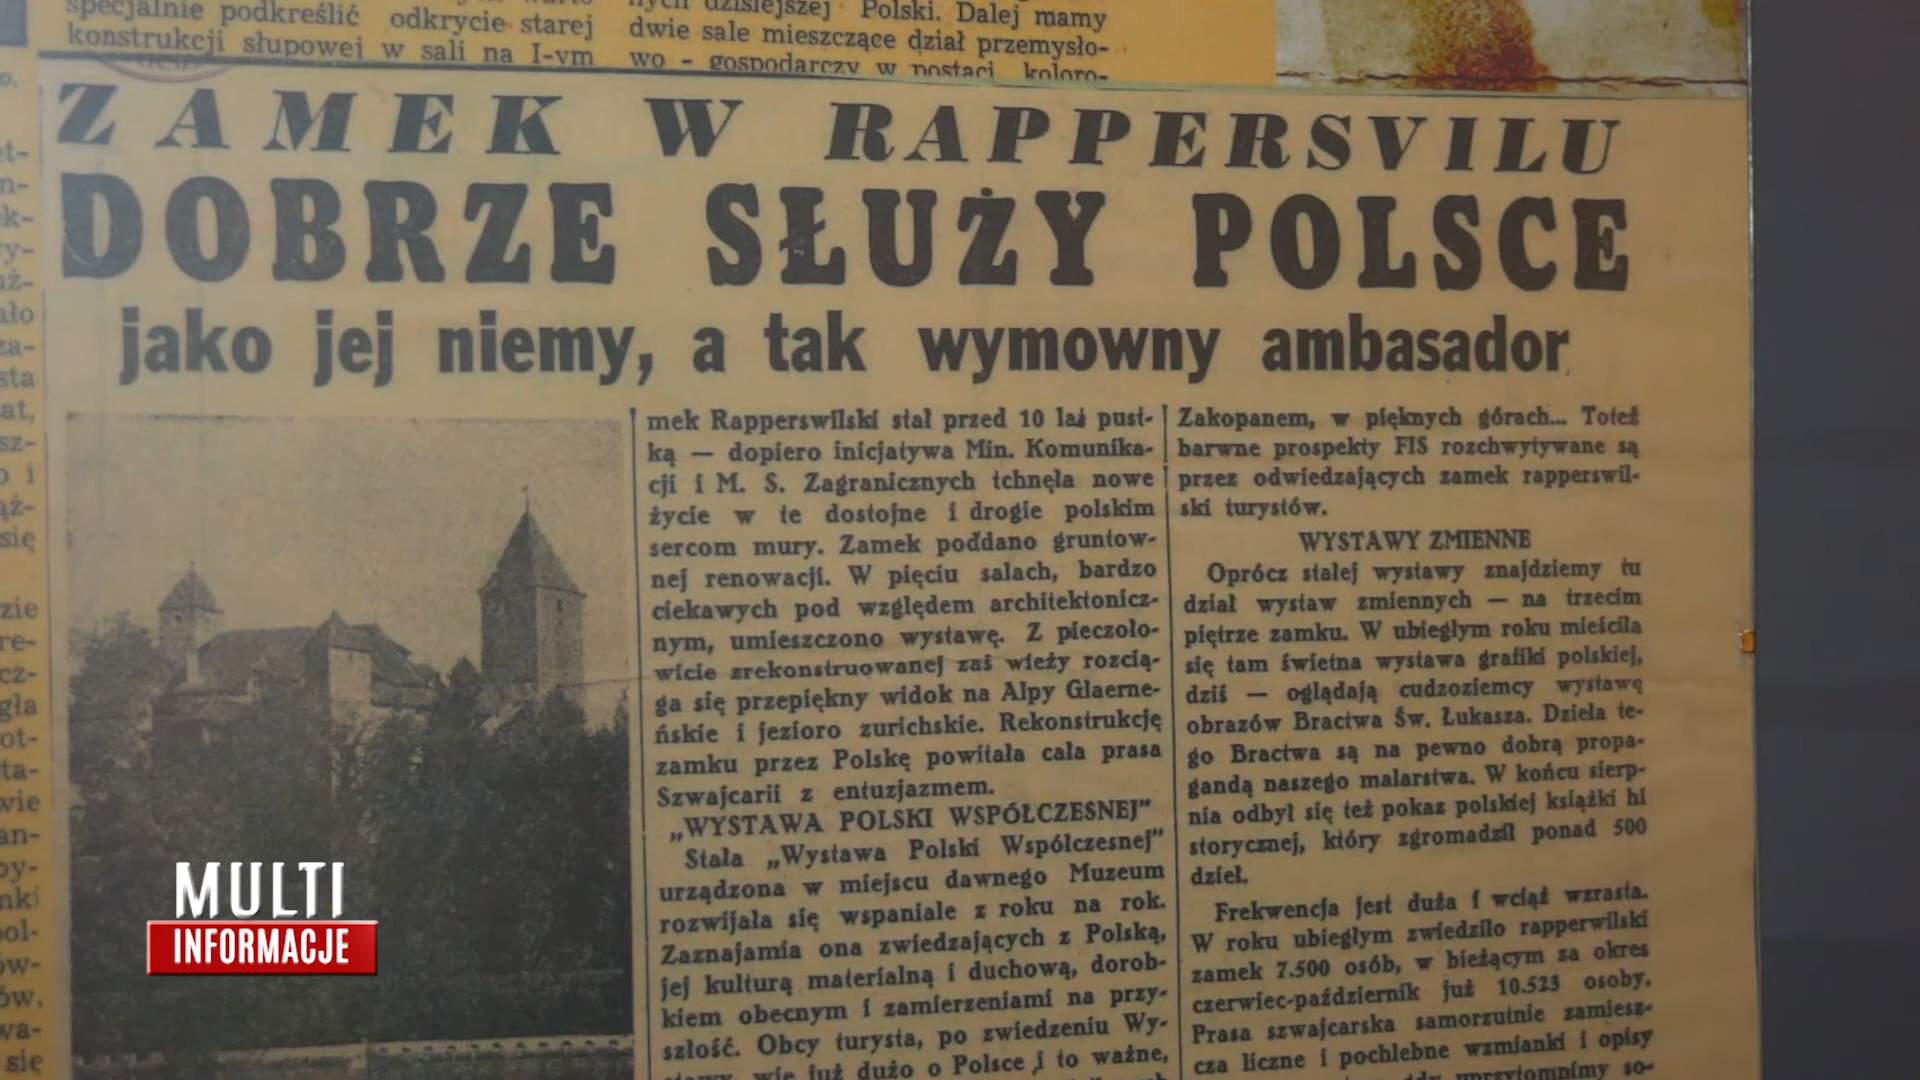 specjalnie podkreślić odkrycie starej
konstrukcji słupowej w sali na I-ym
dzisiejszej Polski. Dalej mamy
dwie sale mieszczące dział przemysło-
wo - gospodarczy w postaci koloro-
ZAMEK W RAPPERSVILU
DOBRZE SŁUŻY POLSCE
jako jej niemy, a tak wymowny ambasador
mek Rapperswilski stał przed 10 laż pust-
ką — dopiero inicjatywa Min. Komunika-
cji i M. S. Zagranicznych tchnęła nowe
życie w te dostojne i drogie polskim
sercom mury. Zamek poddano gruntow-
nej renowacji. W pięciu salach, bardzo
ciekawych pod względem architektonicz-
nym, umieszczono wystawę. Z pieczoło-
wicie zrekonstruowanej zaś wieży rozcią-
ga się przepiękny widok na Alpy Glaerne-
ńskie i jezioro zurichskie. Rekonstrukcję
zamku przez Polskę powitała cała prasa
Szwajcarii z entuzjazmem.
„WYSTAWA POLSKI WSPÓŁCZESNEJ”
Stała „Wystawa Polski Współczesnej”
urządzona w miejscu dawnego Muzeum
rozwijała się wspaniale z roku na rok.
Zaznajamia ona zwiedzających z Polską,
jej kulturą materialną i duchową, dorob-
kiem obecnym i zamierzeniami na przy-
szłość. Obcy turysta, po zwiedzeniu Wy-
wie już dużo o Polsce i to ważne,
Zakopanem, w pięknych górach... Toteż
barwne prospekty FIS rozchwytywane są
przez odwiedzających zamek rapperswil-
ski turystów.
WYSTAWY ZMIENNE
Oprócz stałej wystawy znajdziemy tu
dział wystaw zmiennych — na trzecim
piętrze zamku. W ubiegłym roku mieściła
się tam świetna wystawa grafiki polskiej,
dziś — oglądają cudzoziemcy wystawę
obrazów Bractwa Św. Łukasza. Dzieła te-
go Bractwa są na pewno dobrą propa-
gandą naszego malarstwa. W końcu sierp-
nia odbył się też pokaz polskiej książki hi
storycznej, który zgromadził ponad 500
dzieł.
Frekwencja jest duża i wciąż wzrasta.
W roku ubiegłym zwiedziło rapperwilski
zamek 7.500 osób, w bieżącym za okres
czerwiec-październik już 10.523 osoby.
Prasa szwajcarska samorzutnie zamiesz-
cza liczne i pochlebne wzmianki i opisy
uprzytomnimy so-
MULTI
INFORMACJE